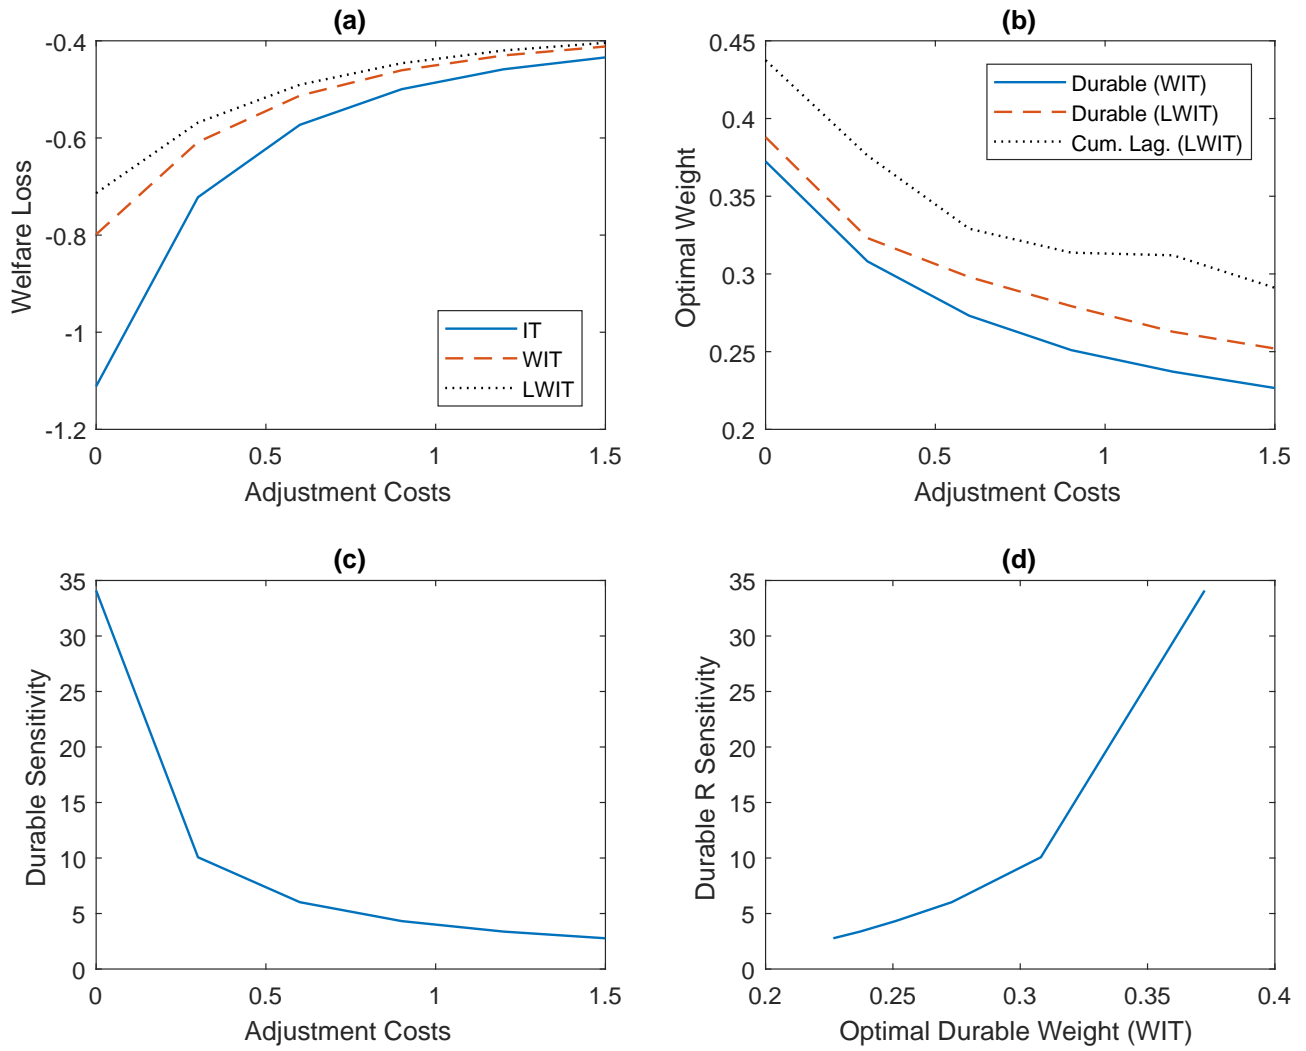 (a)
-0.4
-0.6
-0.8
-1
-1.2
Welfare Loss
IT
WIT
LWIT
0
0.5
1
1.5
Adjustment Costs
(b)
0.45
0.4
0.35
0.3
0.25
0.2
Optimal Weight
Durable (WIT)
Durable (LWIT)
Cum. Lag. (LWIT)
0
0.5
1
1.5
Adjustment Costs
(c)
35
30
25
20
15
10
5
0
Durable Sensitivity
0
0.5
1
1.5
Adjustment Costs
(d)
35
30
25
20
15
10
5
0
Durable R Sensitivity
0.2
0.25
0.3
0.35
0.4
Optimal Durable Weight (WIT)